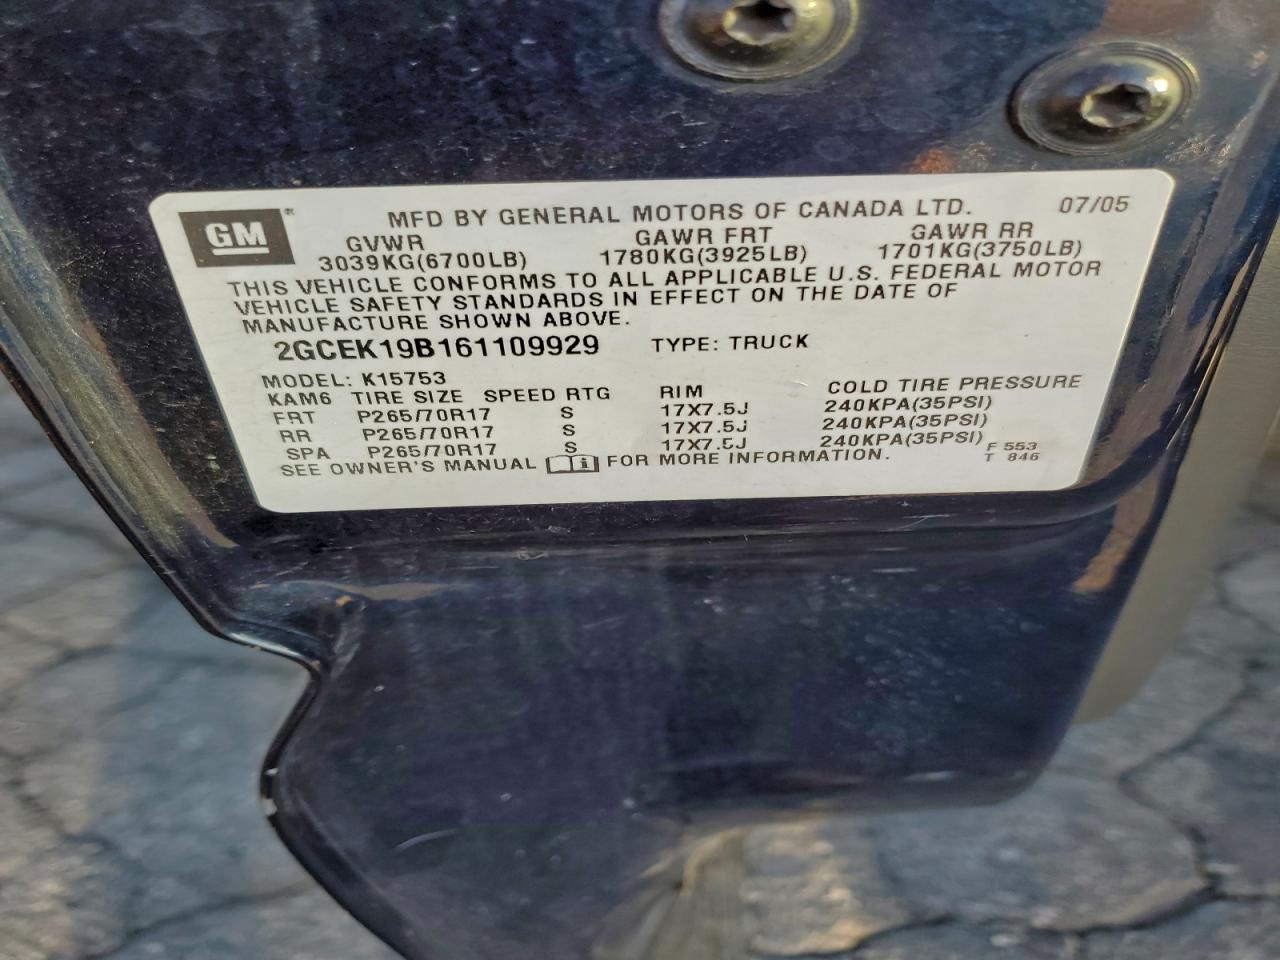 GM ® MFD BY GENERAL MOTORS OF CANADA LTD. 07/05
GVWR GAWR FRT GAWR RR
3039KG(6700LB) 1780KG(3925LB) 1701KG(3750LB)
THIS VEHICLE CONFORMS TO ALL APPLICABLE U.S. FEDERAL MOTOR
VEHICLE SAFETY STANDARDS IN EFFECT ON THE DATE OF
MANUFACTURE SHOWN ABOVE.
2GCEK19B161109929 TYPE: TRUCK
MODEL: K15753
KAM6 TIRE SIZE SPEED RTG RIM COLD TIRE PRESSURE
FRT P265/70R17 S 17X7.5J 240KPA(35PSI)
RR P265/70R17 S 17X7.5J 240KPA(35PSI)
SPA P265/70R17 S 17X7.5J 240KPA(35PSI)
SEE OWNER'S MANUAL i FOR MORE INFORMATION.
F 553
T 846